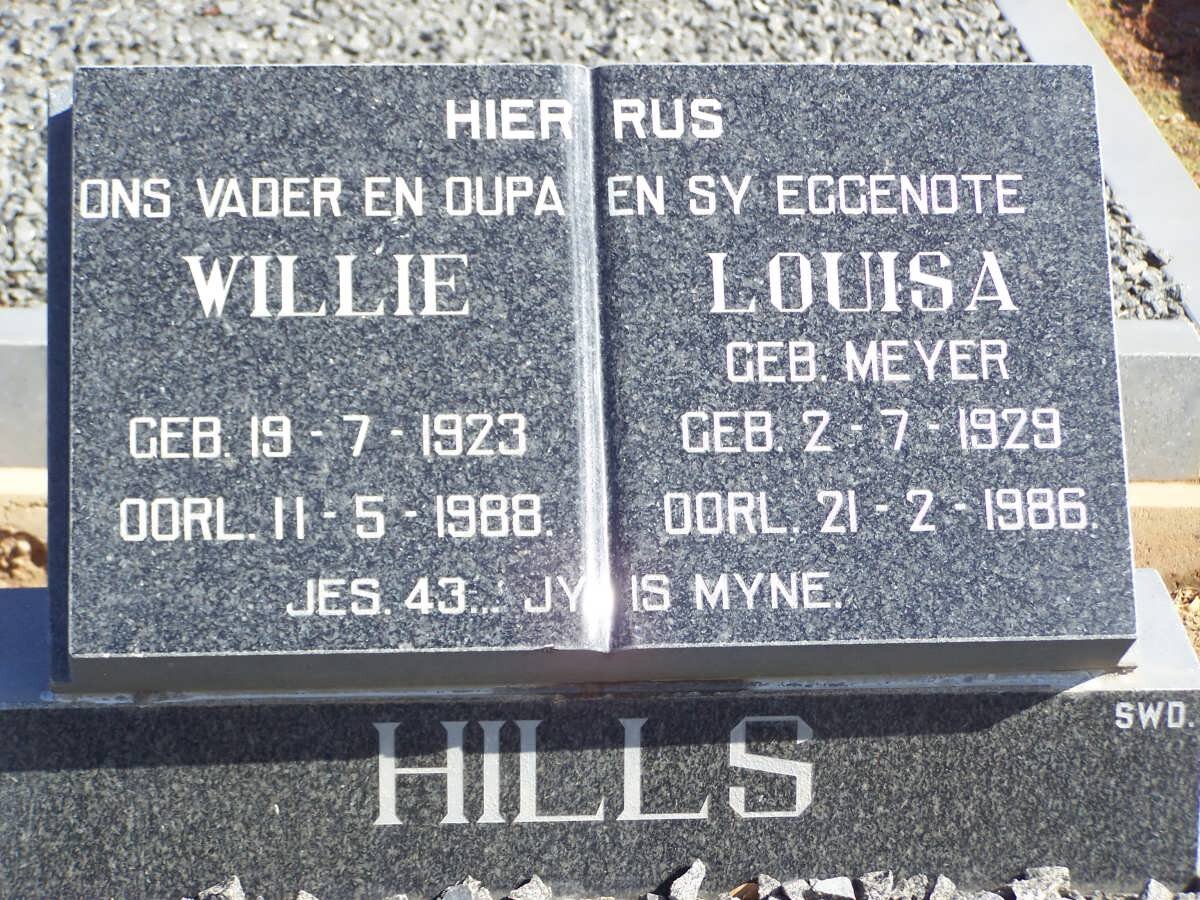 HIER RUS
ONS VADER EN OUPA EN SY EGGENOTE
WILLIE LOUISA
GEB. MEYER
GEB. 19 - 7 - 1923 GEB. 2 - 7 - 1929
OORL. 11 - 5 - 1988. OORL. 21 - 2 - 1986.
JES. 43... JY IS MYNE.
HILLS
SWD.